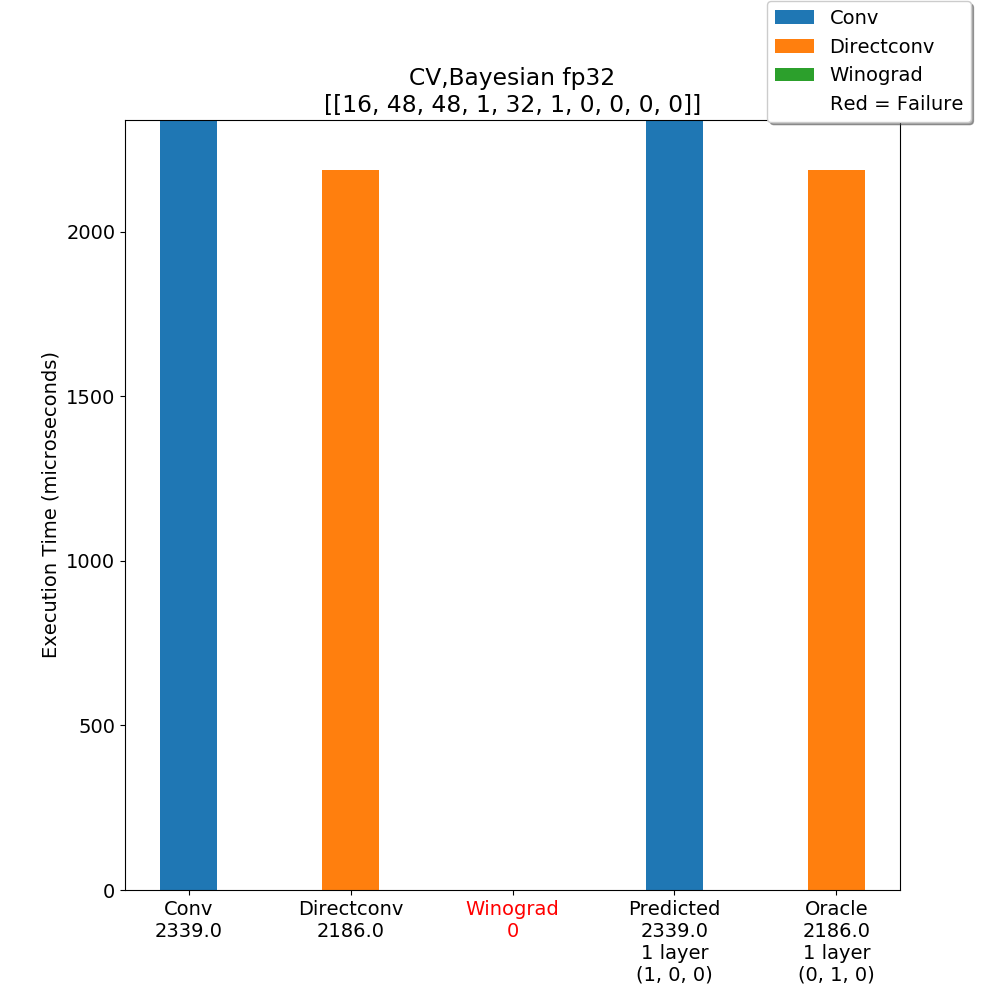 Conv
Directconv
Winograd
Red = Failure
CV,Bayesian fp32
[[16, 48, 48, 1, 32, 1, 0, 0, 0, 0]]
Execution Time (microseconds)
2000
1500
1000
500
0
Conv
2339.0
Directconv
2186.0
Winograd
0
Predicted
2339.0
1 layer
(1, 0, 0)
Oracle
2186.0
1 layer
(0, 1, 0)